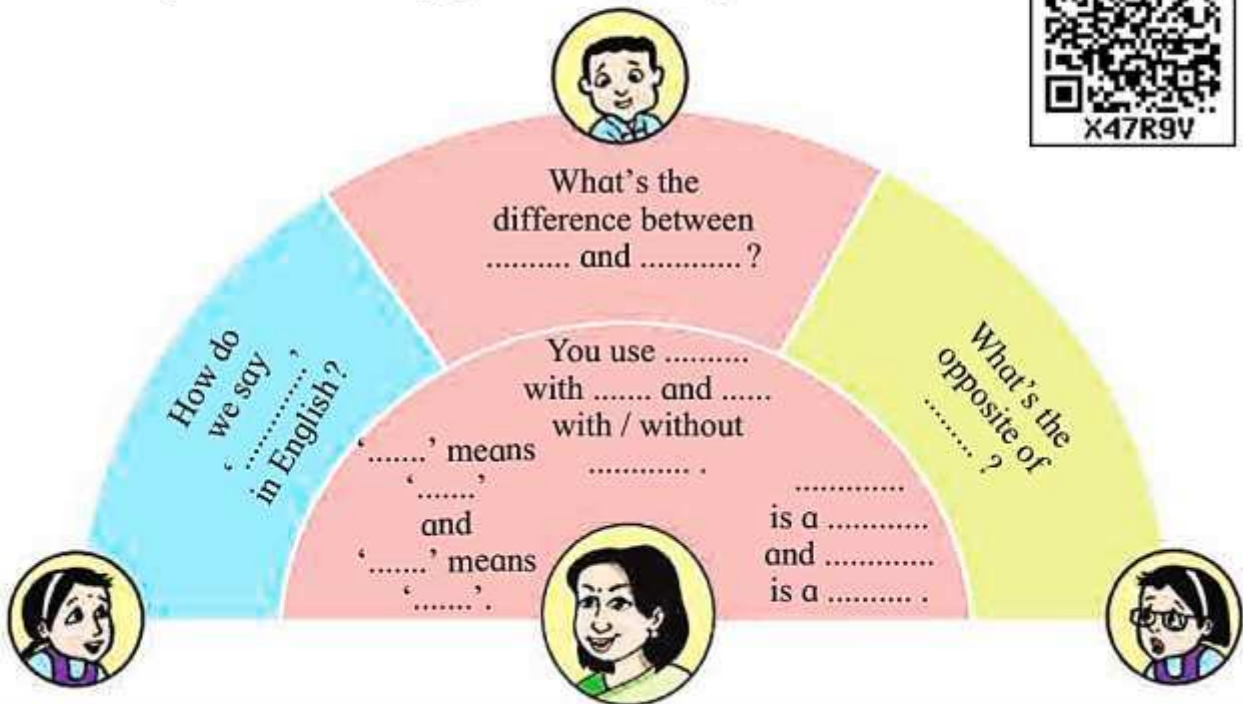 X47R9V
What's the
difference between
.......... and ............ ?
How do
we say
' .............. '
in English?
What's the
opposite of
......... ?
You use ..........
with ....... and ......
with / without
............ .
'.......' means
'.......'
and
'.......' means
'.......'.
.............
is a ............
and .............
is a .......... .